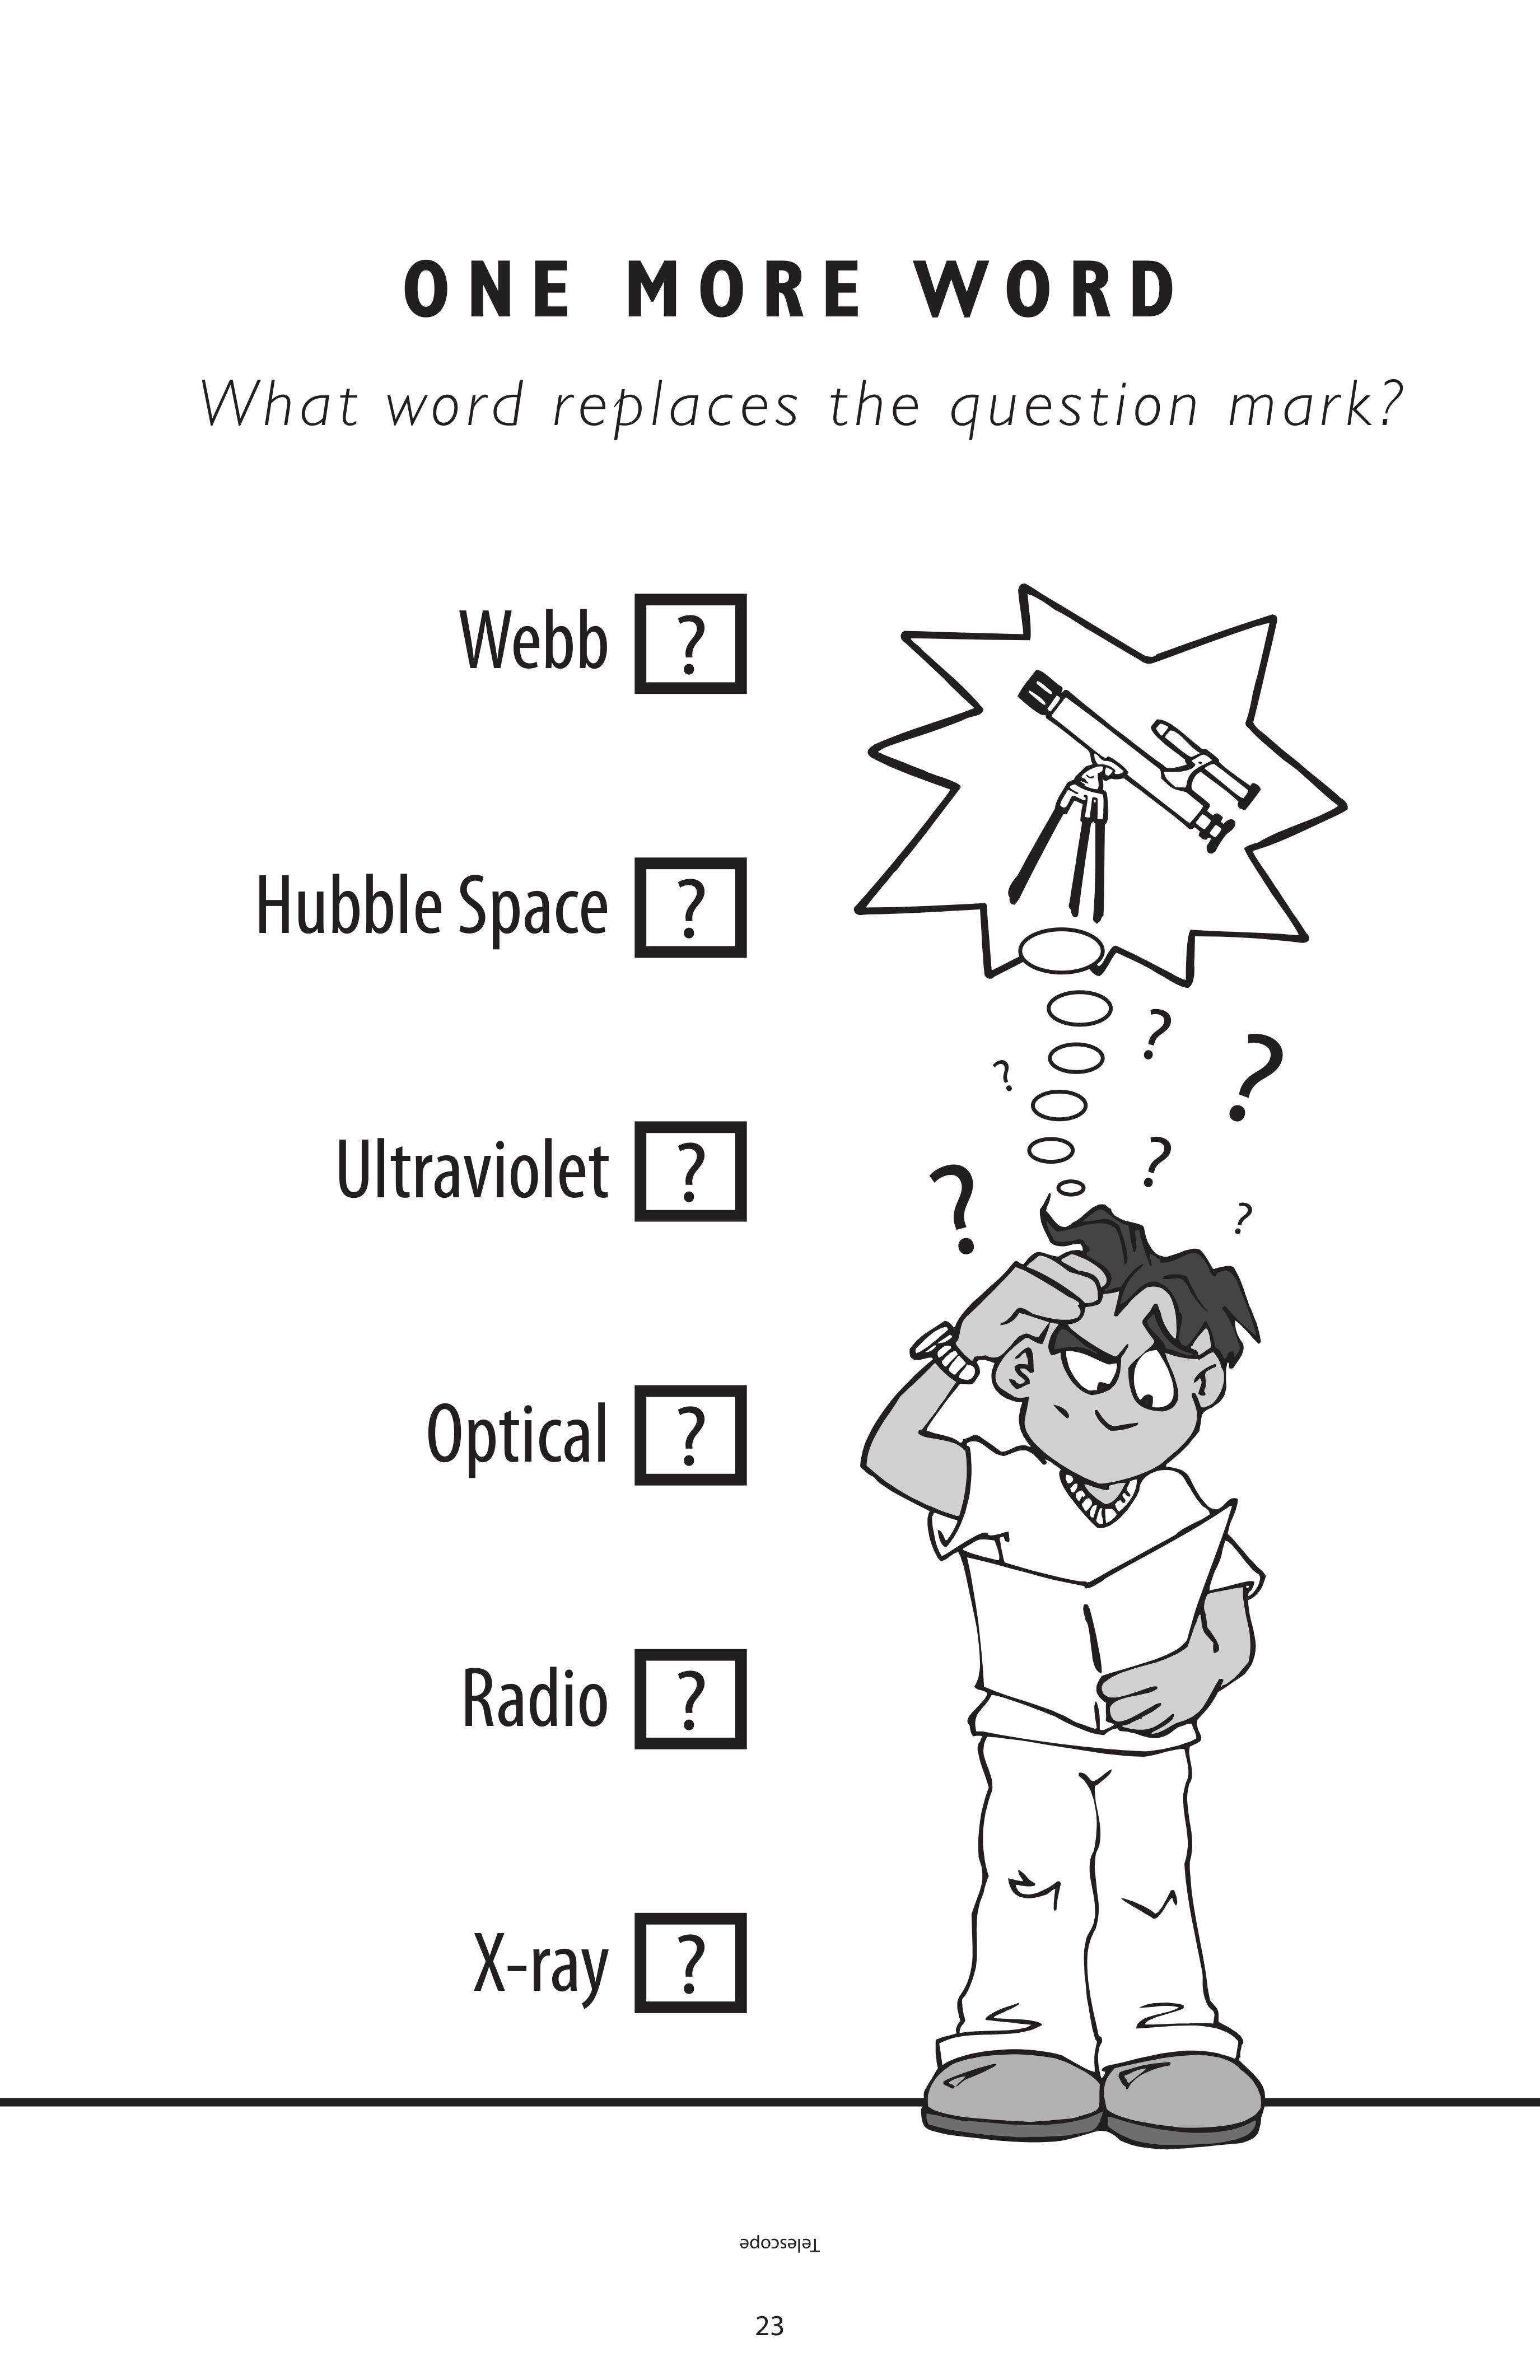 ONE MORE WORD
What word replaces the question mark?
Webb ?
Hubble Space ?
Ultraviolet ?
Optical ?
Radio ?
X-ray ?
?
?
?
?
?
?
Telescope
23